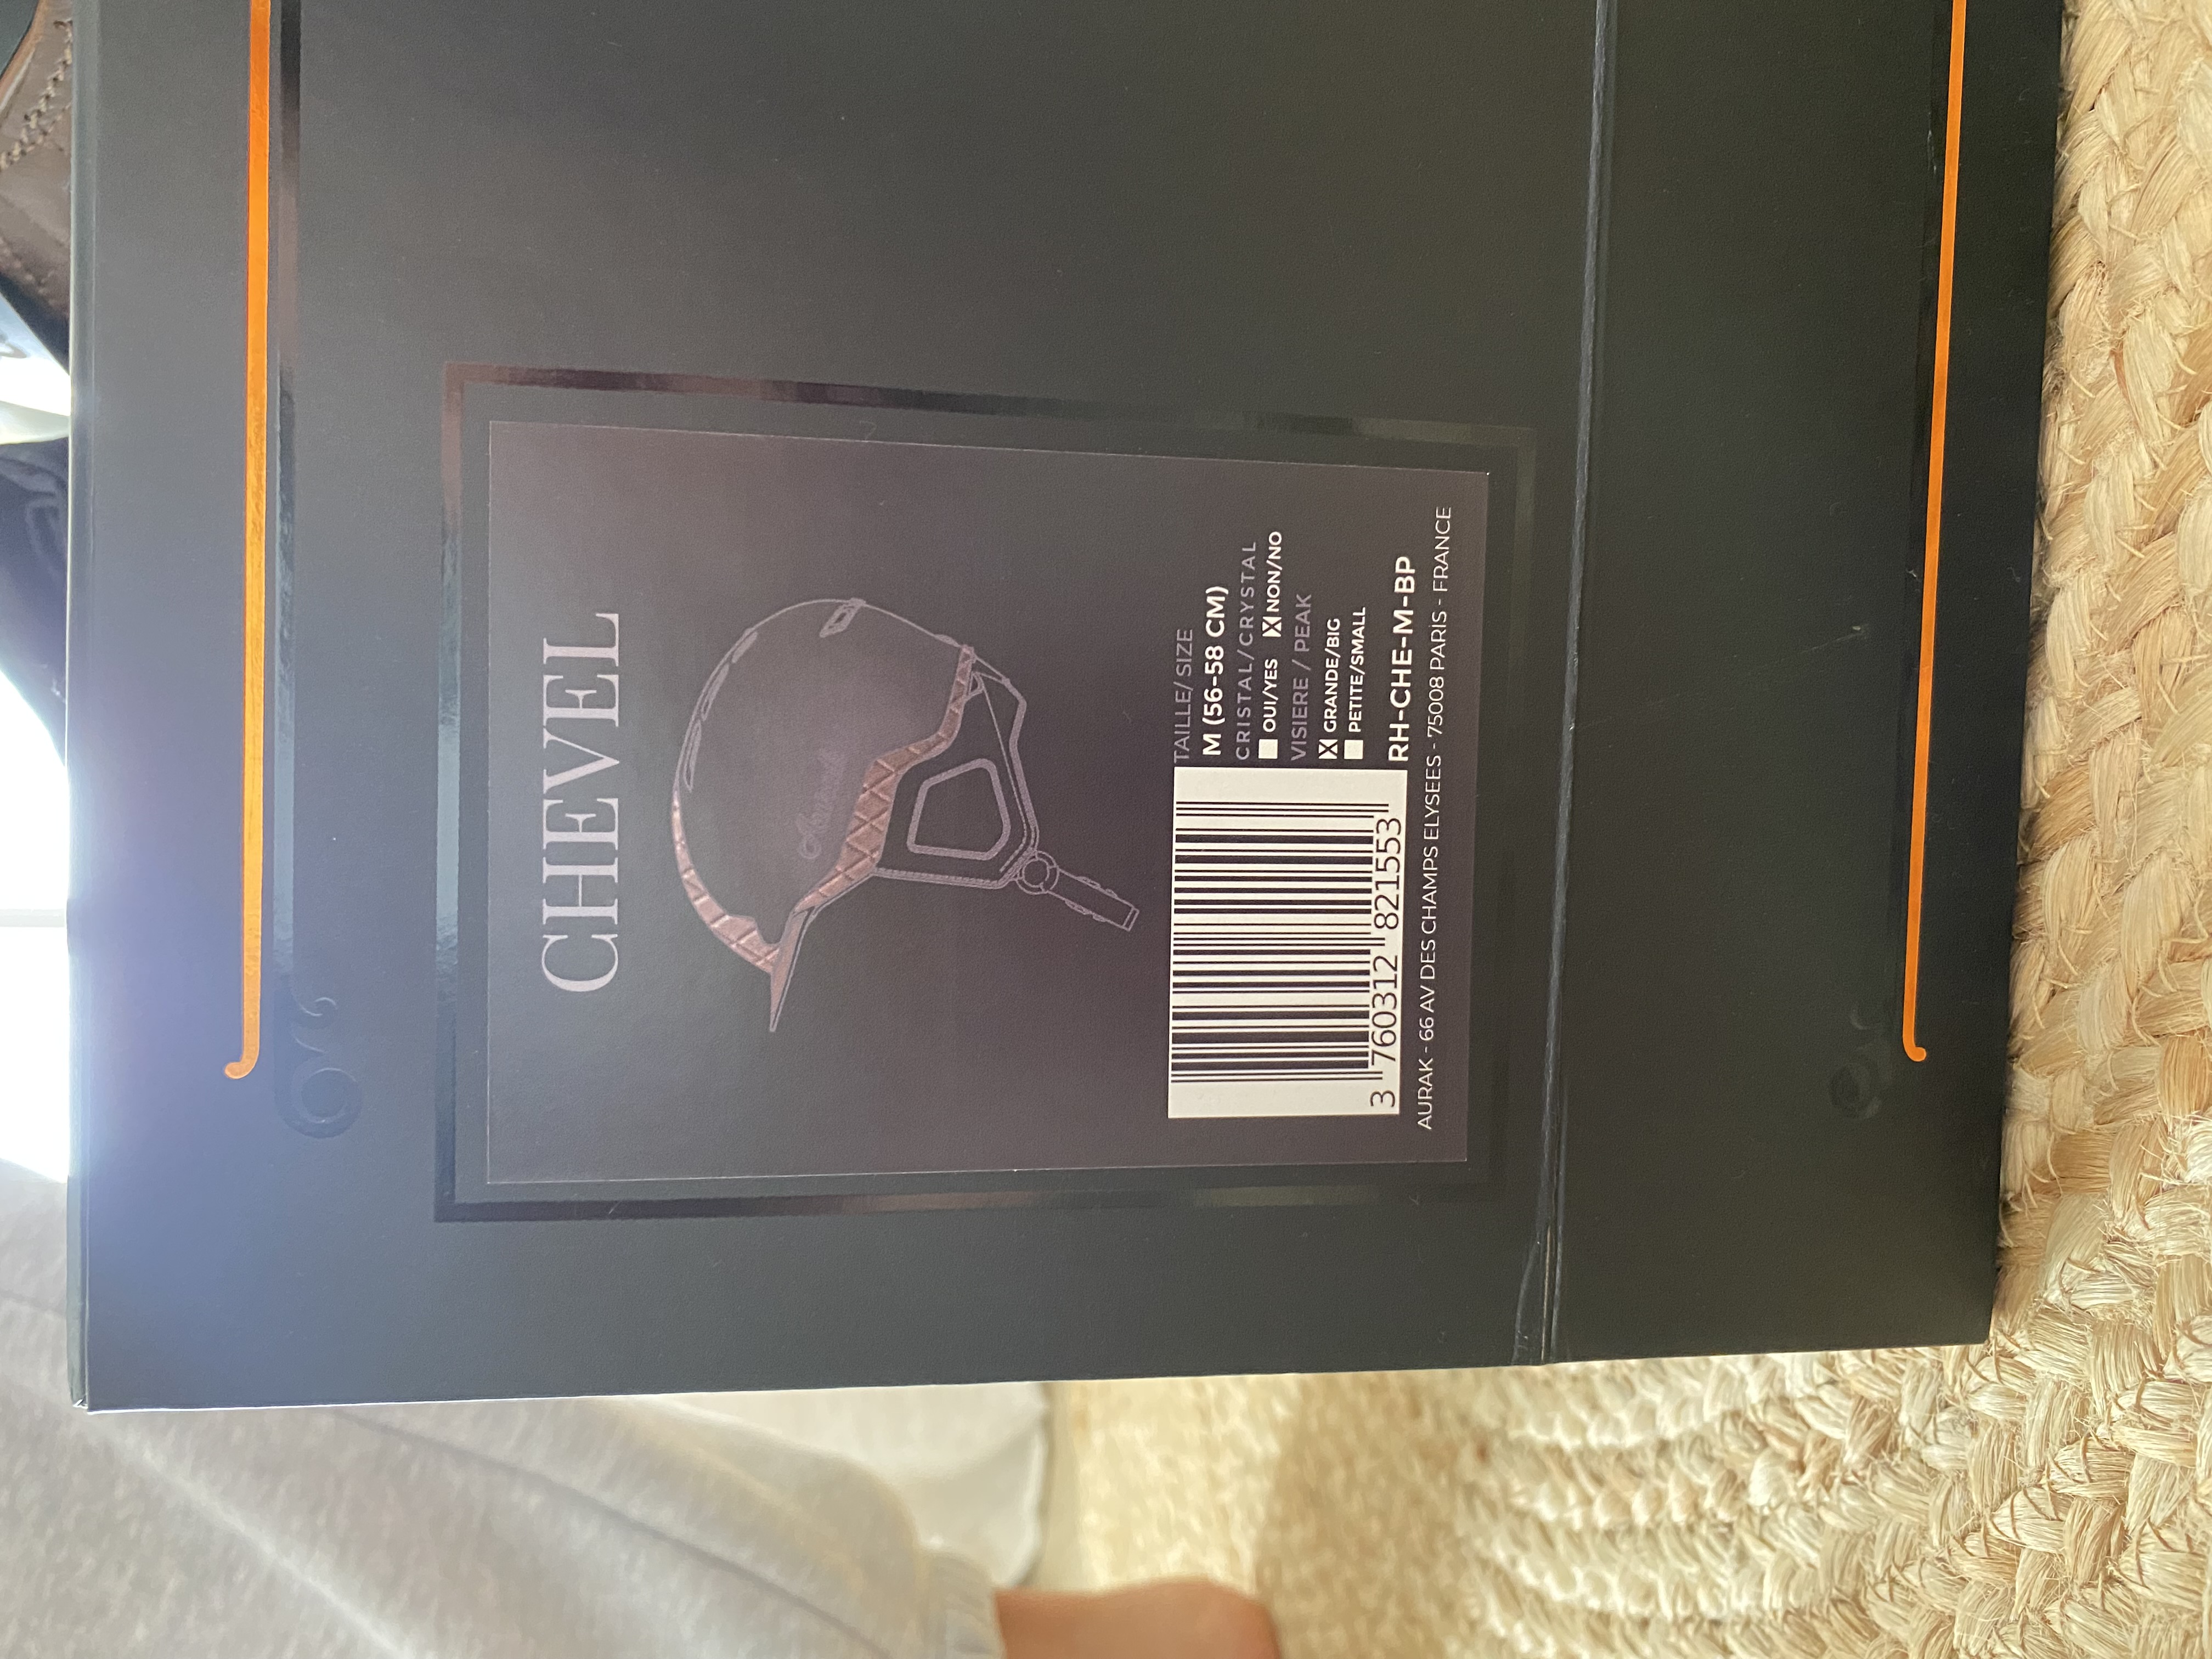 CHEVEL
Aurak
TAILLE/ SIZE
M (56-58 CM)
CRISTAL/CRYSTAL
OUI/YES NON/NO
VISIERE / PEAK
GRANDE/BIG
PETITE/SMALL
RH-CHE-M-BP
3 760312 821553
AURAK - 66 AV DES CHAMPS ELYSEES - 75008 PARIS - FRANCE